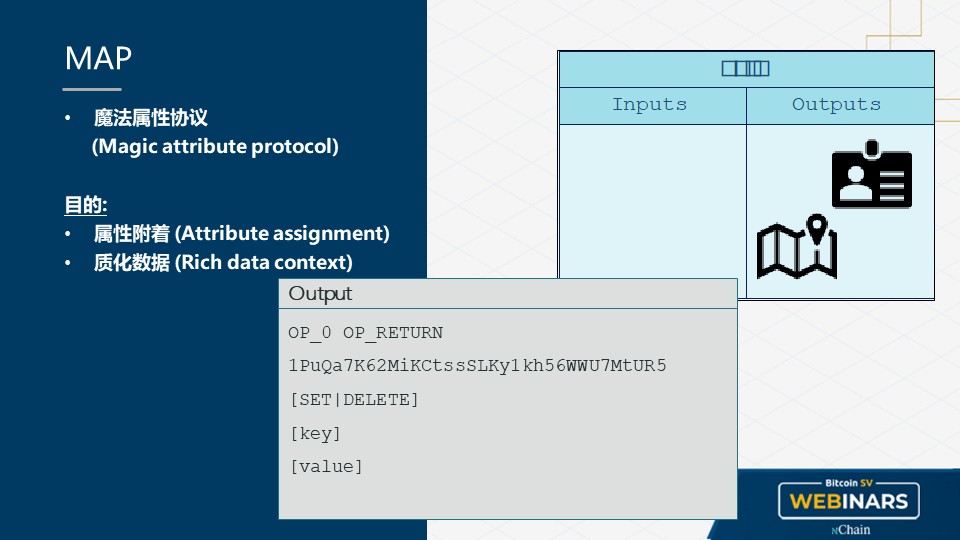 MAP
• 魔法属性协议
(Magic attribute protocol)
目的:
• 属性附着 (Attribute assignment)
• 质化数据 (Rich data context)
Inputs Outputs
Output
OP_0 OP_RETURN
1PuQa7K62MiKCtssSLKy1kh56WWU7MtUR5
[SET|DELETE]
[key]
[value]
Bitcoin SV
WEBINARS
nChain